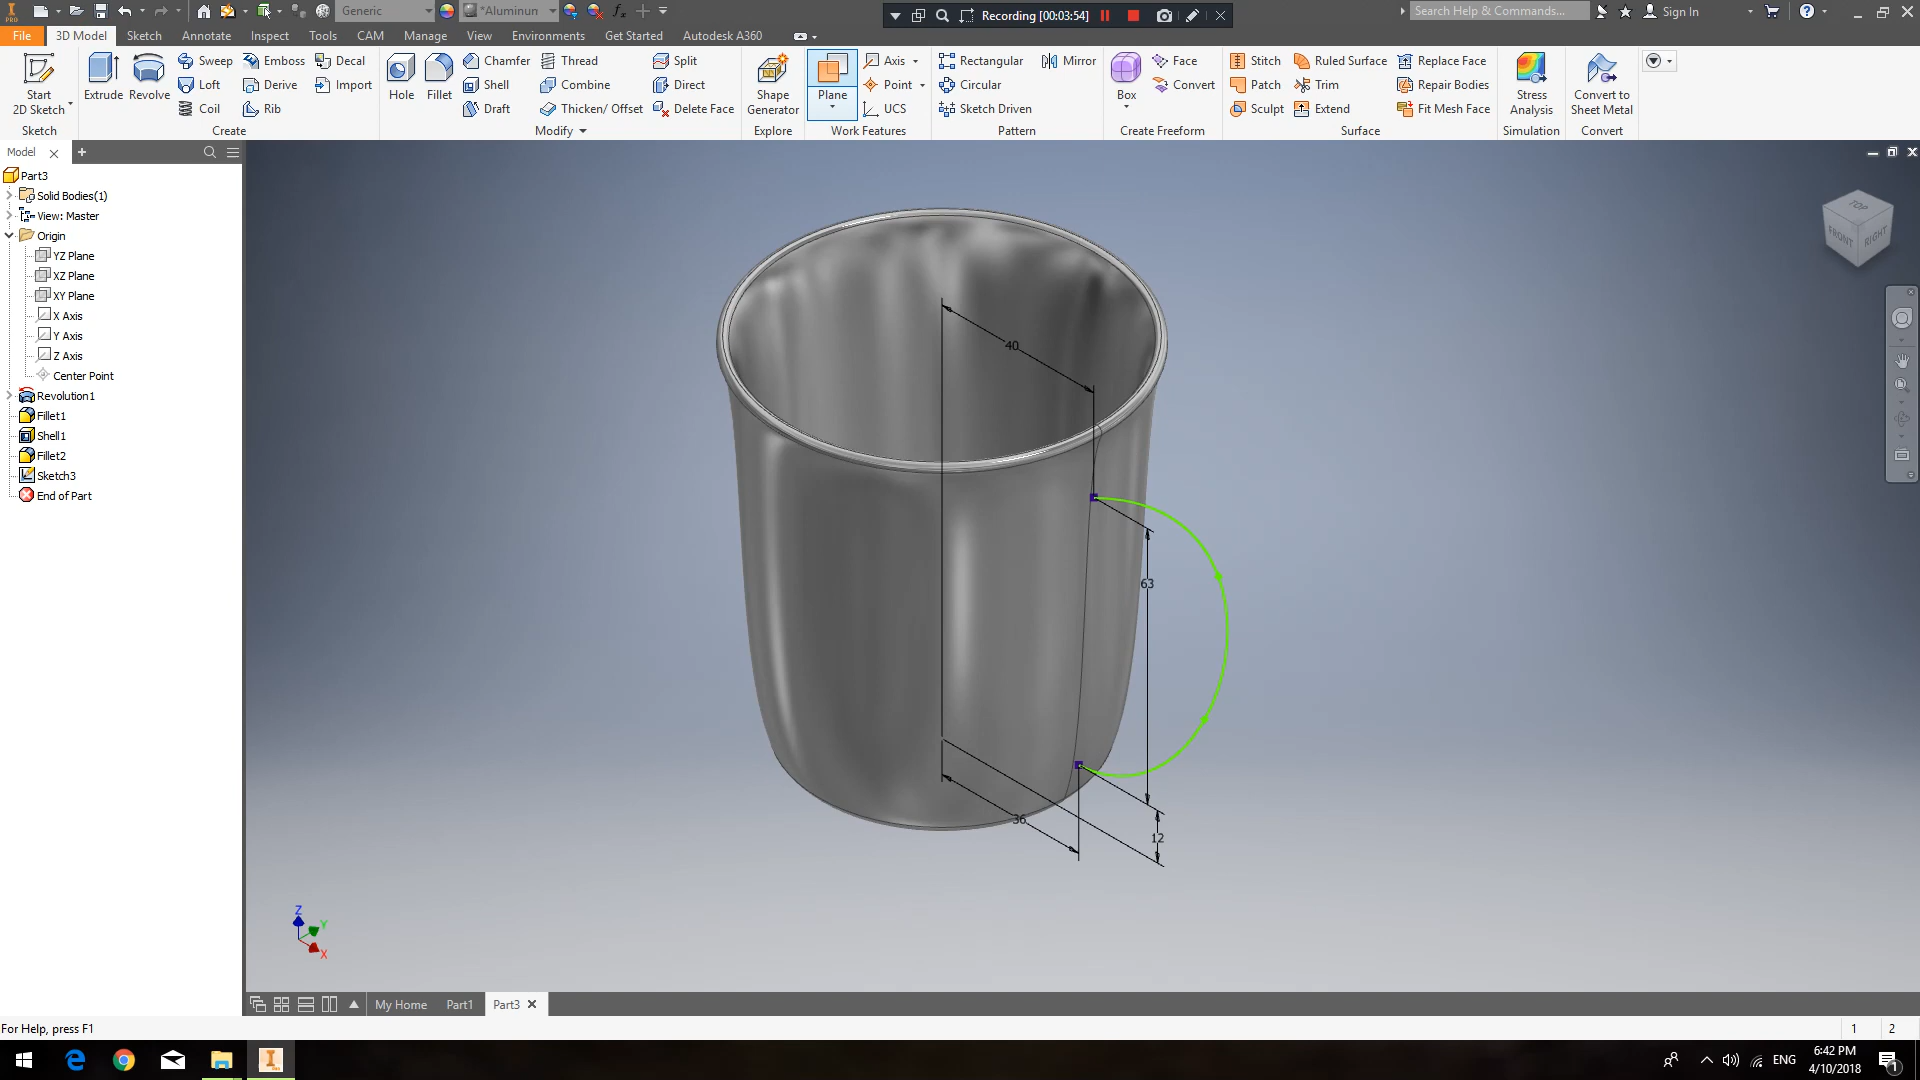 PRO
Generic
*Aluminun
fx
Recording [00:03:54]
Search Help & Commands...
Sign In
File
3D Model
Sketch
Annotate
Inspect
Tools
CAM
Manage
View
Environments
Get Started
Autodesk A360
Start
2D Sketch
Sketch
Extrude
Revolve
Sweep
Loft
Coil
Emboss
Derive
Rib
Decal
Import
Create
Hole
Fillet
Chamfer
Shell
Draft
Thread
Combine
Thicken/ Offset
Split
Direct
Delete Face
Modify
Shape
Generator
Explore
Plane
Axis
Point
UCS
Work Features
Rectangular
Circular
Sketch Driven
Mirror
Pattern
Box
Face
Convert
Create Freeform
Stitch
Patch
Sculpt
Ruled Surface
Trim
Extend
Replace Face
Repair Bodies
Fit Mesh Face
Surface
Stress
Analysis
Simulation
Convert to
Sheet Metal
Convert
Model
Part3
Solid Bodies(1)
View: Master
Origin
YZ Plane
XZ Plane
XY Plane
X Axis
Y Axis
Z Axis
Center Point
Revolution1
Fillet1
Shell1
Fillet2
Sketch3
End of Part
TOP
FRONT
RIGHT
40
63
36
12
Z
Y
X
My Home
Part1
Part3
For Help, press F1
1
2
ENG
6:42 PM
4/10/2018
1